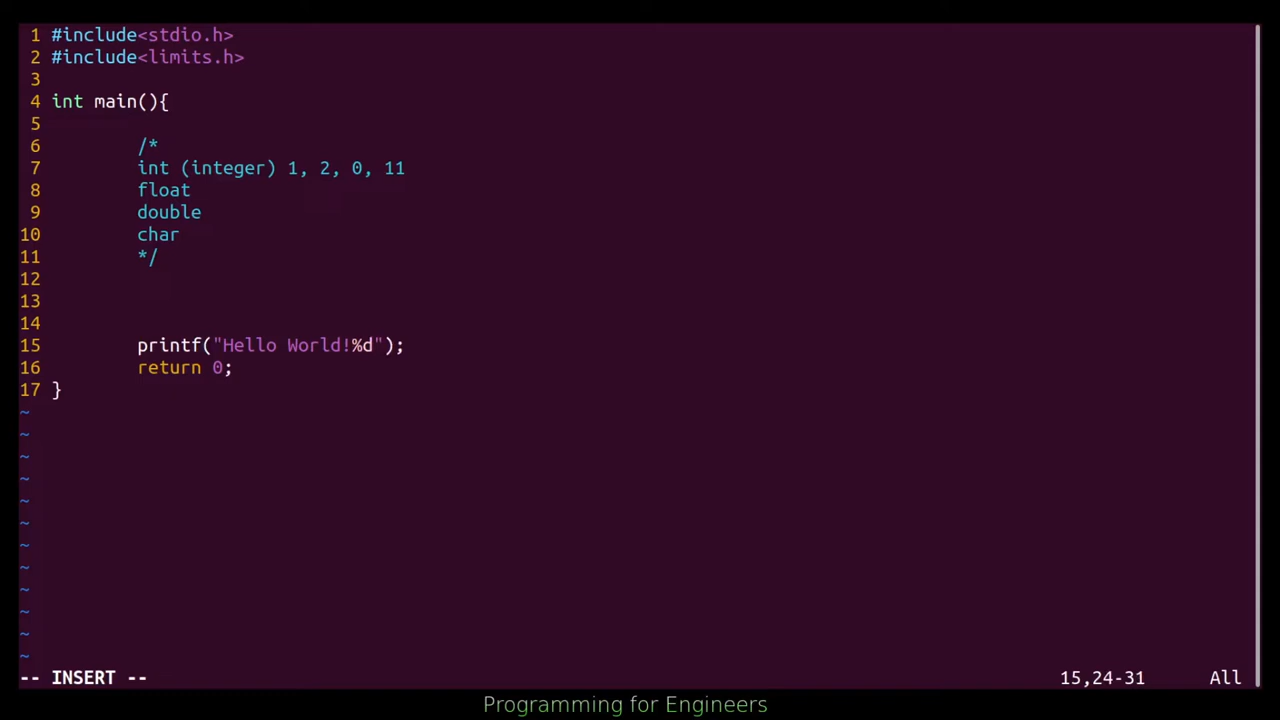 1 #include<stdio.h>
2 #include<limits.h>
3
4 int main(){
5
6 /*
7 int (integer) 1, 2, 0, 11
8 float
9 double
10 char
11 */
12
13
14
15 printf("Hello World!%d");
16 return 0;
17 }
~
~
~
~
~
~
~
~
~
~
~
~
-- INSERT -- 15,24-31 All
Programming for Engineers